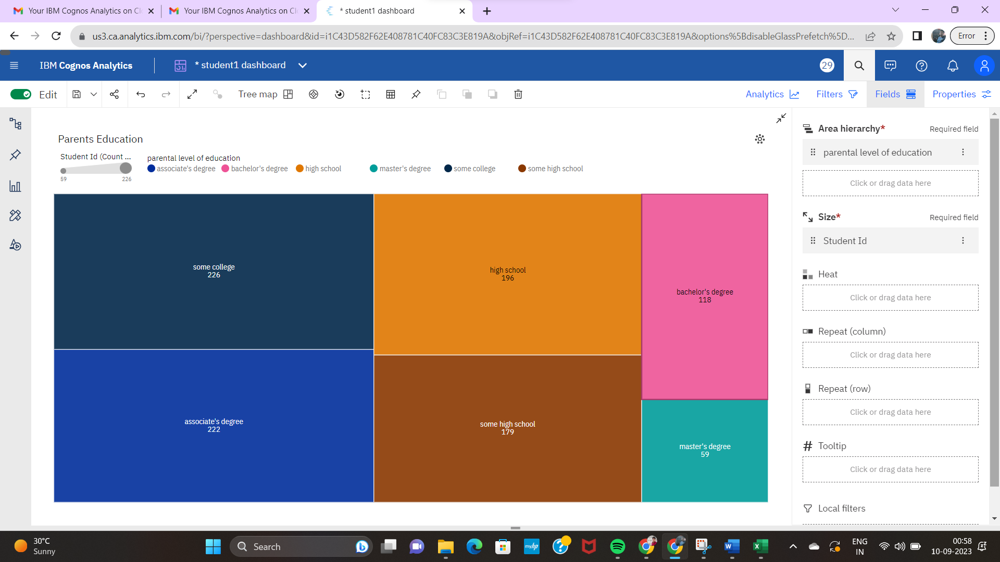 Your IBM Cognos Analytics on Cl
Your IBM Cognos Analytics on Cl
* student1 dashboard
us3.ca.analytics.ibm.com/bi/?perspective=dashboard&id=i1C43D582F62E408781C40FC83C3E819A&objRef=i1C43D582F62E408781C40FC83C3E819A&options%5BdisableGlassPrefetch%5D...
Error
IBM Cognos Analytics
* student1 dashboard
29
Edit
Tree map
Analytics
Filters
Fields
Properties
Parents Education
Student Id (Count ...
59
226
parental level of education
associate's degree
bachelor's degree
high school
master's degree
some college
some high school
some college
226
high school
196
bachelor's degree
118
associate's degree
222
some high school
179
master's degree
59
Area hierarchy*
Required field
parental level of education
Click or drag data here
Size*
Required field
Student Id
Heat
Click or drag data here
Repeat (column)
Click or drag data here
Repeat (row)
Click or drag data here
Tooltip
Click or drag data here
Local filters
30°C
Sunny
Search
myhp
ENG
IN
00:58
10-09-2023